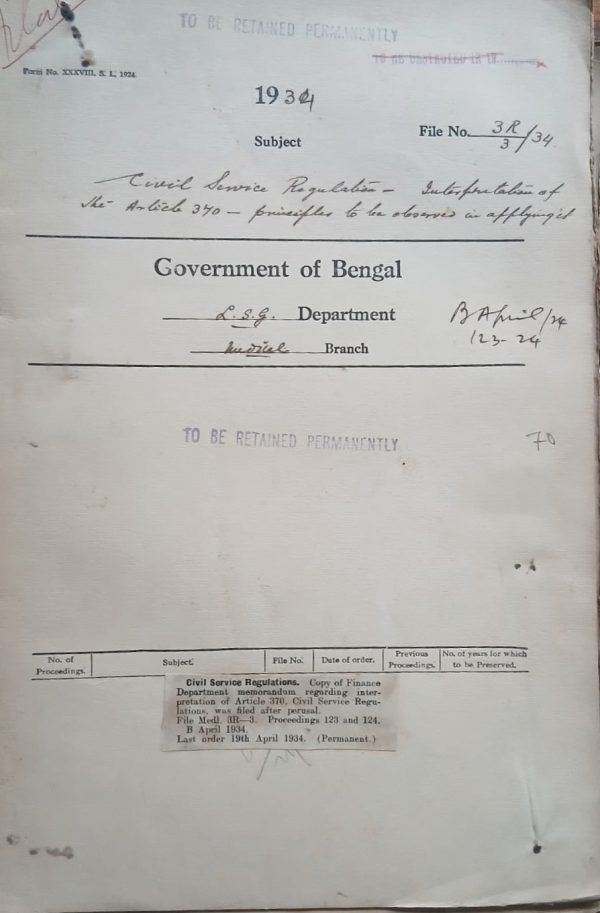 TO BE RETAINED PERMANENTLY
TO BE DESTROYED IN 19
Form No. XXXVIII, S. I., 1924.
1934
File No. 3R/3/34
Subject
Civil Service Regulation – Interpretation of
the Article 370 – principles to be observed in applying it
Government of Bengal
L.S.G. Department
B April/34
Medical Branch
123-24
TO BE RETAINED PERMANENTLY
70
No. of Proceedings. Subject. File No. Date of order. Previous Proceedings. No. of years for which to be Preserved.
Civil Service Regulations. Copy of Finance
Department memorandum regarding inter-
pretation of Article 370, Civil Service Regu-
lations, was filed after perusal.
File Medl. 3R—3. Proceedings 123 and 124.
B April 1934.
Last order 19th April 1934. (Permanent.)